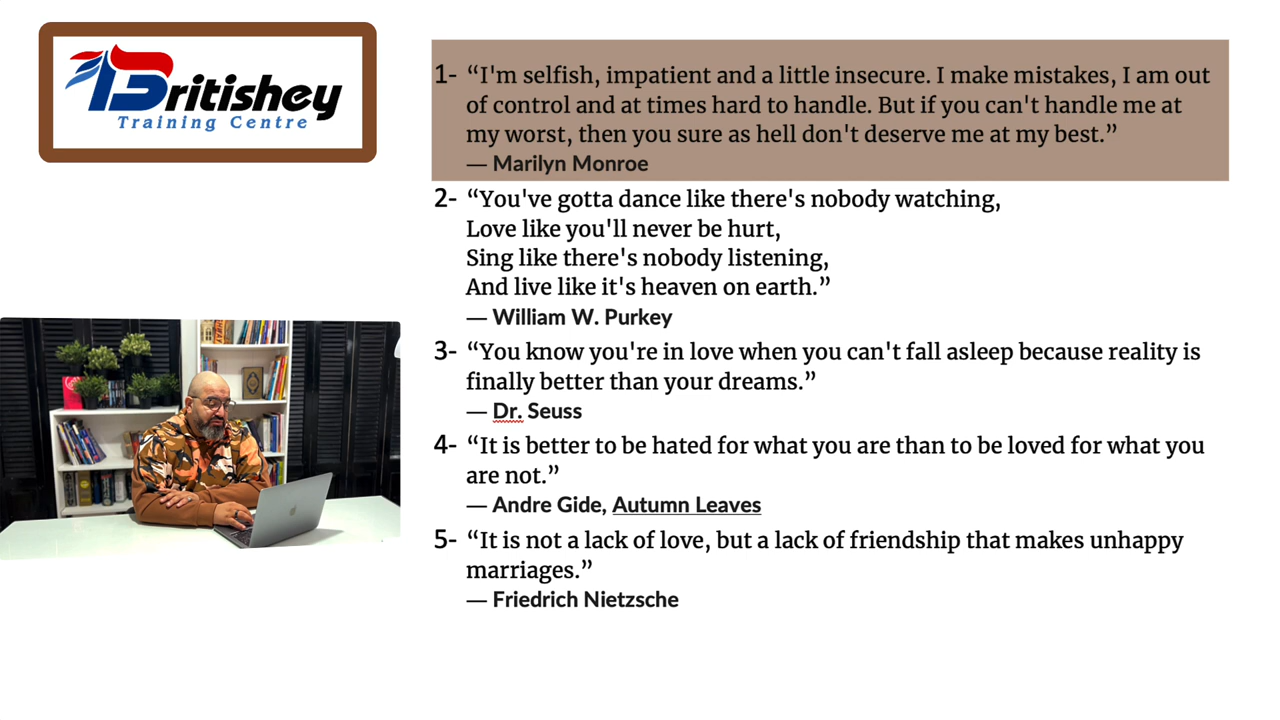 Britishey
Training Centre
1- “I'm selfish, impatient and a little insecure. I make mistakes, I am out
of control and at times hard to handle. But if you can't handle me at
my worst, then you sure as hell don't deserve me at my best.”
— Marilyn Monroe
2- “You've gotta dance like there's nobody watching,
Love like you'll never be hurt,
Sing like there's nobody listening,
And live like it's heaven on earth.”
— William W. Purkey
3- “You know you're in love when you can't fall asleep because reality is
finally better than your dreams.”
— Dr. Seuss
4- “It is better to be hated for what you are than to be loved for what you
are not.”
— Andre Gide, Autumn Leaves
5- “It is not a lack of love, but a lack of friendship that makes unhappy
marriages.”
— Friedrich Nietzsche